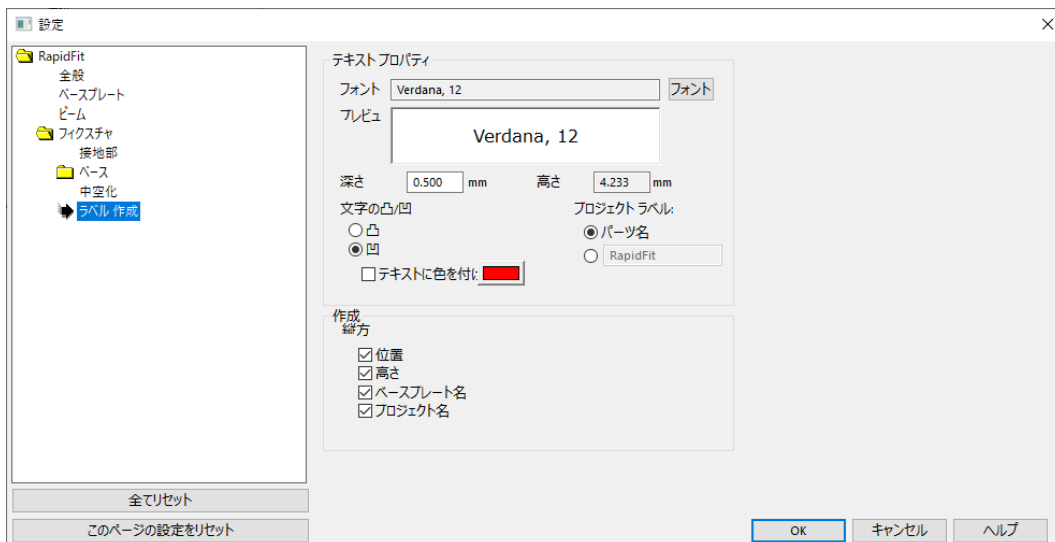 設定
RapidFit
全般
ベースプレート
ビーム
フィクスチャ
接地部
ベース
中空化
ラベル 作成
全てリセット
このページの設定をリセット
テキスト プロパティ
フォント Verdana, 12 フォント
プレビュ
Verdana, 12
深さ 0.500 mm 高さ 4.233 mm
文字の凸/凹 プロジェクト ラベル:
凸 パーツ名
凹 RapidFit
テキストに色を付け
作成
縦方
位置
高さ
ベースプレート名
プロジェクト名
OK キャンセル ヘルプ